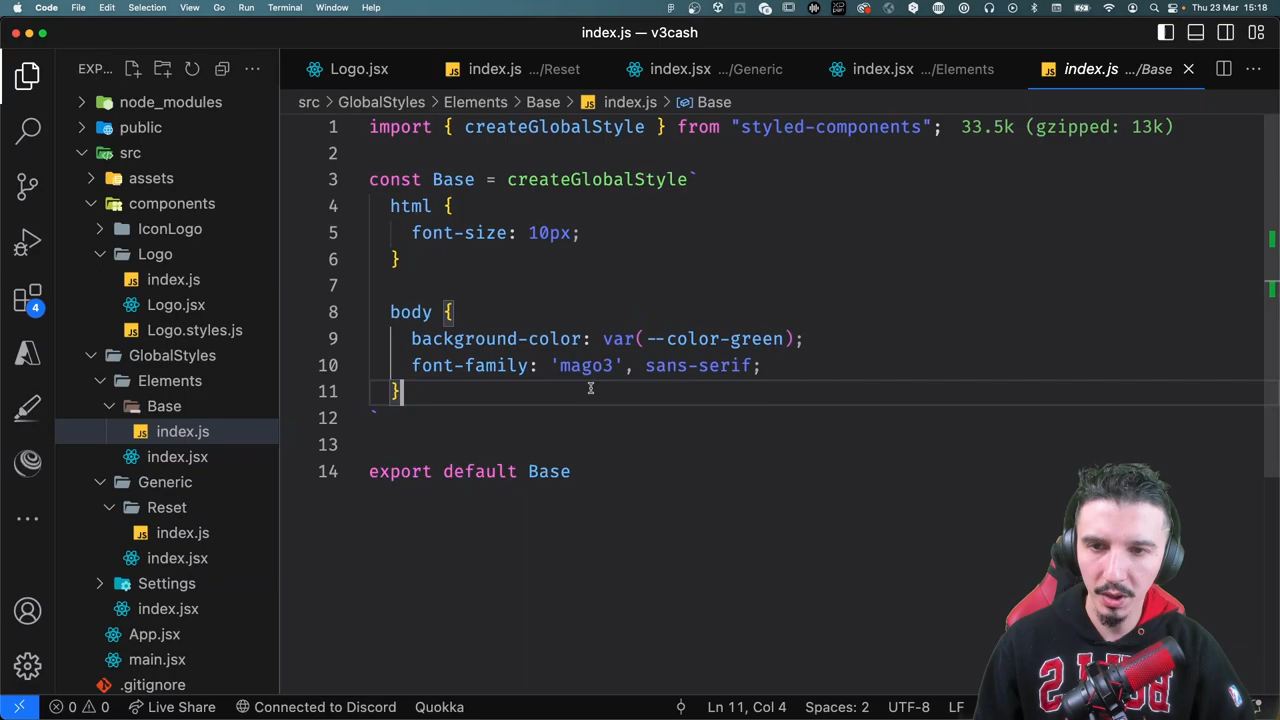 Code File Edit Selection View Go Run Terminal Window Help Thu 23 Mar 15:18
index.js — v3cash
EXP... ...
Logo.jsx index.js .../Reset index.jsx .../Generic index.jsx .../Elements index.js .../Base
src > GlobalStyles > Elements > Base > index.js > Base
node_modules
public
src
assets
components
IconLogo
Logo
index.js
Logo.jsx
Logo.styles.js
GlobalStyles
Elements
Base
index.js
index.jsx
Generic
Reset
index.js
index.jsx
Settings
index.jsx
App.jsx
main.jsx
.gitignore
4
1 import { createGlobalStyle } from "styled-components"; 33.5k (gzipped: 13k)
2
3 const Base = createGlobalStyle`
4 html {
5 font-size: 10px;
6 }
7
8 body {
9 background-color: var(--color-green);
10 font-family: 'mago3', sans-serif;
11 }
12 `
13
14 export default Base
0 0 Live Share Connected to Discord Quokka Ln 11, Col 4 Spaces: 2 UTF-8 LF